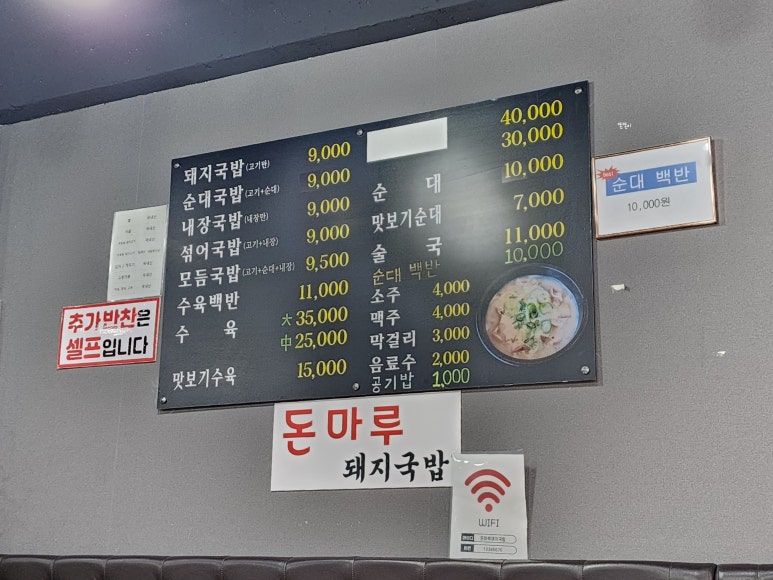 돼지국밥(고기만) 9,000
순대국밥(고기+순대) 9,000
내장국밥(내장만) 9,000
섞어국밥(고기+내장) 9,000
모듬국밥(고기+순대+내장) 9,500
수육백반 11,000
수 육 大 35,000
中 25,000
맛보기수육 15,000
40,000
30,000
순 대 10,000
맛보기순대 7,000
술 국 11,000
순대 백반 10,000
소주 4,000
맥주 4,000
막걸리 3,000
음료수 2,000
공기밥 1,000
순대 백반
10,000원
추가반찬은
셀프입니다
돈마루
돼지국밥
WIFI